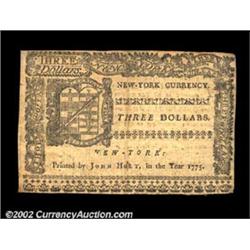 THREE
Dollars.
NEW-YORK CURRENCY.
THREE DOLLARS.
NEW-YORK:
Printed by JOHN HOLT, in the Year 1775.
©2002 CurrencyAuction.com